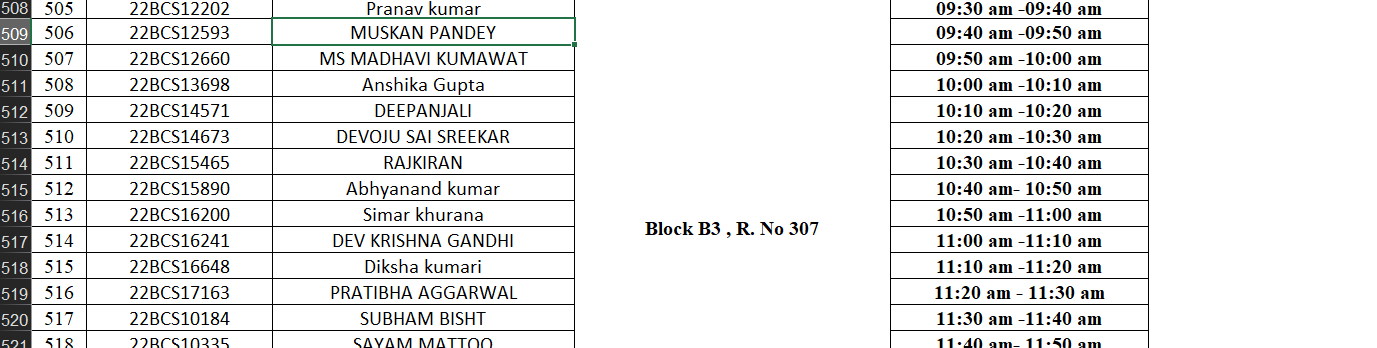 508 505 22BCS12202 Pranav kumar 09:30 am -09:40 am
509 506 22BCS12593 MUSKAN PANDEY 09:40 am -09:50 am
510 507 22BCS12660 MS MADHAVI KUMAWAT 09:50 am -10:00 am
511 508 22BCS13698 Anshika Gupta 10:00 am -10:10 am
512 509 22BCS14571 DEEPANJALI 10:10 am -10:20 am
513 510 22BCS14673 DEVOJU SAI SREEKAR 10:20 am -10:30 am
514 511 22BCS15465 RAJKIRAN 10:30 am -10:40 am
515 512 22BCS15890 Abhyanand kumar 10:40 am- 10:50 am
516 513 22BCS16200 Simar khurana 10:50 am -11:00 am
Block B3 , R. No 307
517 514 22BCS16241 DEV KRISHNA GANDHI 11:00 am -11:10 am
518 515 22BCS16648 Diksha kumari 11:10 am -11:20 am
519 516 22BCS17163 PRATIBHA AGGARWAL 11:20 am - 11:30 am
520 517 22BCS10184 SUBHAM BISHT 11:30 am -11:40 am
521 518 22BCS10335 SAYAM MATTOO 11:40 am- 11:50 am